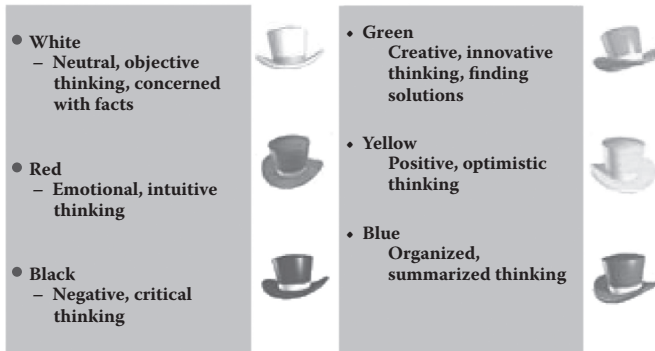 • White
– Neutral, objective
thinking, concerned
with facts
• Red
– Emotional, intuitive
thinking
• Black
– Negative, critical
thinking
⬥ Green
Creative, innovative
thinking, finding
solutions
⬥ Yellow
Positive, optimistic
thinking
⬥ Blue
Organized,
summarized thinking